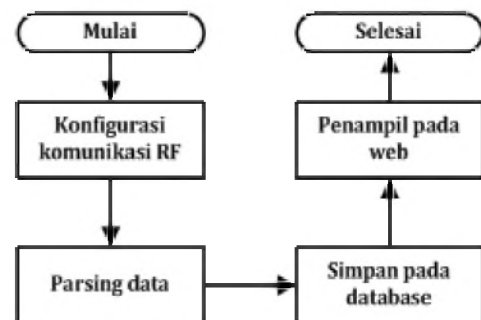 Mulai
Konfigurasi
komunikasi RF
Parsing data
Simpan pada
database
Penampil pada
web
Selesai